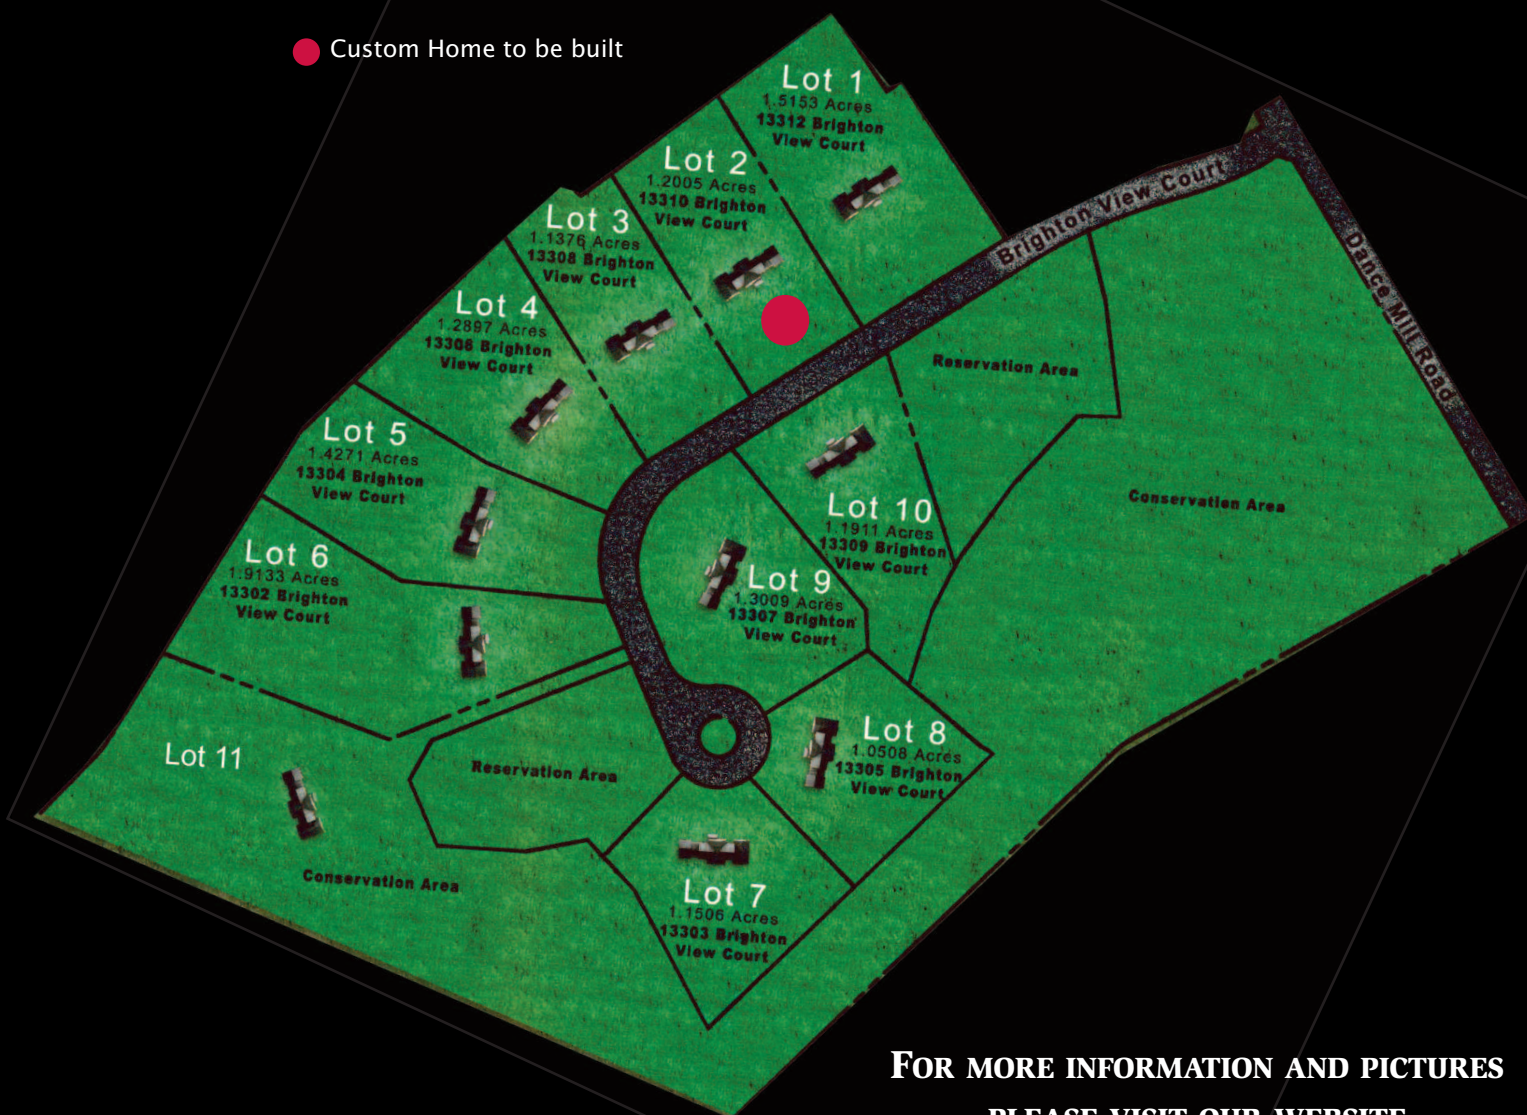 Custom Home to be built
Lot 1
1.5153 Acres
13312 Brighton
View Court
Lot 2
1.2005 Acres
13310 Brighton
View Court
Lot 3
1.1376 Acres
13308 Brighton
View Court
Lot 4
1.2897 Acres
13308 Brighton
View Court
Lot 5
1.4271 Acres
13304 Brighton
View Court
Lot 6
1.9133 Acres
13302 Brighton
View Court
Brighton View Court
Dance Mill Road
Reservation Area
Conservation Area
Lot 10
1.1911 Acres
13309 Brighton
View Court
Lot 9
1.3009 Acres
13307 Brighton
View Court
Lot 8
1.0508 Acres
13305 Brighton
View Court
Lot 11
Reservation Area
Conservation Area
Lot 7
1.1506 Acres
13303 Brighton
View Court
FOR MORE INFORMATION AND PICTURES
PLEASE VISIT OUR WEBSITE